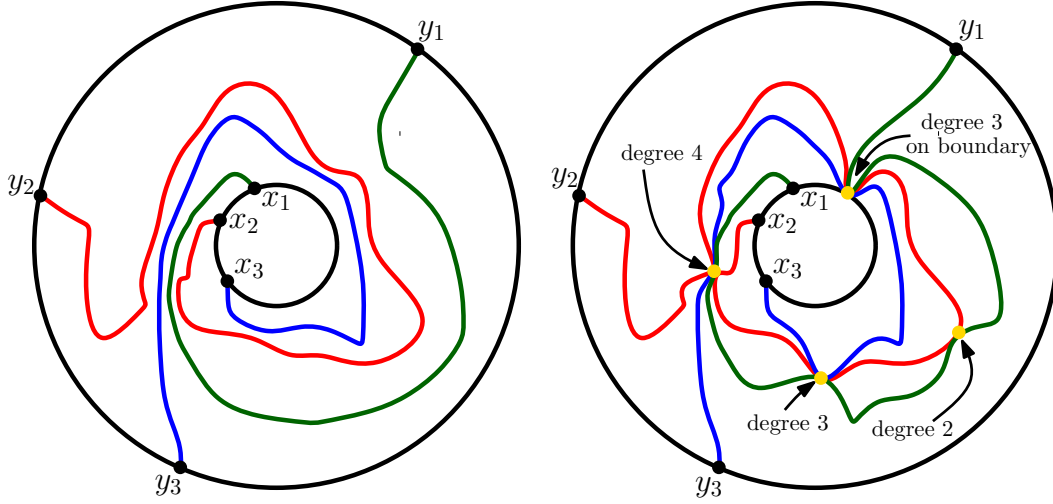 y₁
y₂
x₁
x₂
x₃
y₃
y₁
degree 3
on boundary
degree 4
y₂
x₁
x₂
x₃
degree 3
degree 2
y₃